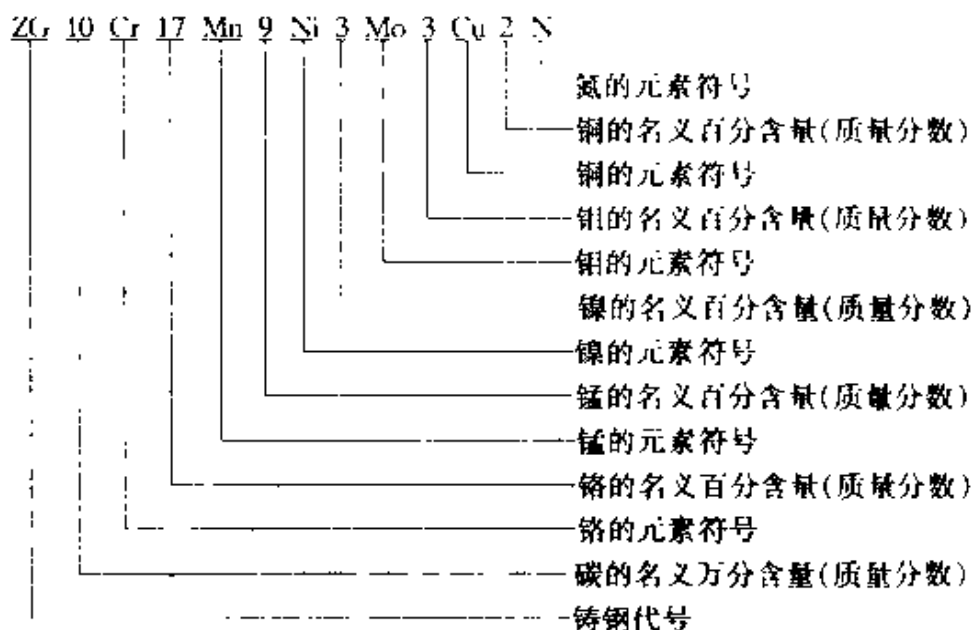 ZG 10 Cr 17 Mn 9 Ni 3 Mo 3 Cu 2 N
氮的元素符号
铜的名义百分含量(质量分数)
铜的元素符号
钼的名义百分含量(质量分数)
钼的元素符号
镍的名义百分含量(质量分数)
镍的元素符号
锰的名义百分含量(质量分数)
锰的元素符号
铬的名义百分含量(质量分数)
铬的元素符号
碳的名义万分含量(质量分数)
铸钢代号